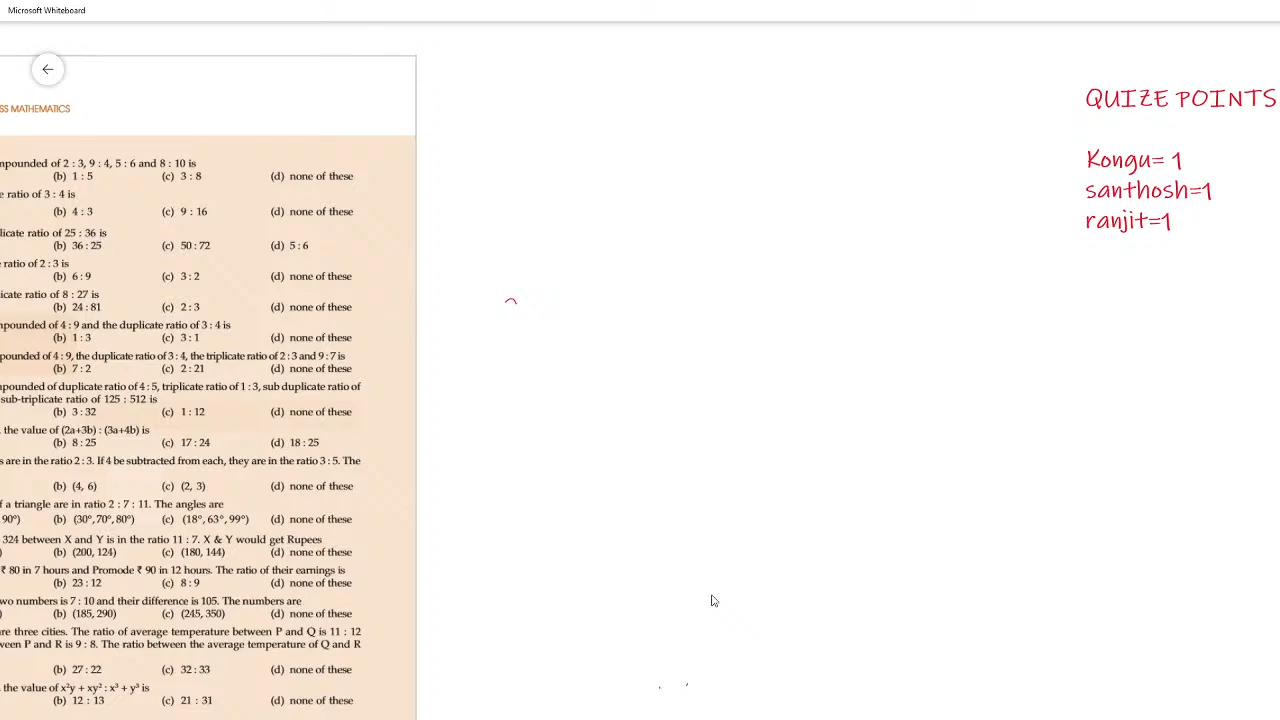 Microsoft Whiteboard
SS MATHEMATICS
QUIZE POINTS
Kongu= 1
santhosh=1
ranjit=1
mpounded of 2 : 3, 9 : 4, 5 : 6 and 8 : 10 is
(b) 1 : 5 (c) 3 : 8 (d) none of these
e ratio of 3 : 4 is
(b) 4 : 3 (c) 9 : 16 (d) none of these
licate ratio of 25 : 36 is
(b) 36 : 25 (c) 50 : 72 (d) 5 : 6
ratio of 2 : 3 is
(b) 6 : 9 (c) 3 : 2 (d) none of these
icate ratio of 8 : 27 is
(b) 24 : 81 (c) 2 : 3 (d) none of these
mpounded of 4 : 9 and the duplicate ratio of 3 : 4 is
(b) 1 : 3 (c) 3 : 1 (d) none of these
pounded of 4 : 9, the duplicate ratio of 3 : 4, the triplicate ratio of 2 : 3 and 9 : 7 is
(b) 7 : 2 (c) 2 : 21 (d) none of these
mpounded of duplicate ratio of 4 : 5, triplicate ratio of 1 : 3, sub duplicate ratio of
sub-triplicate ratio of 125 : 512 is
(b) 3 : 32 (c) 1 : 12 (d) none of these
the value of (2a+3b) : (3a+4b) is
(b) 8 : 25 (c) 17 : 24 (d) 18 : 25
s are in the ratio 2 : 3. If 4 be subtracted from each, they are in the ratio 3 : 5. The
(b) (4, 6) (c) (2, 3) (d) none of these
f a triangle are in ratio 2 : 7 : 11. The angles are
90°) (b) (30°, 70°, 80°) (c) (18°, 63°, 99°) (d) none of these
324 between X and Y is in the ratio 11 : 7. X & Y would get Rupees
) (b) (200, 124) (c) (180, 144) (d) none of these
₹ 80 in 7 hours and Promode ₹ 90 in 12 hours. The ratio of their earnings is
(b) 23 : 12 (c) 8 : 9 (d) none of these
wo numbers is 7 : 10 and their difference is 105. The numbers are
) (b) (185, 290) (c) (245, 350) (d) none of these
re three cities. The ratio of average temperature between P and Q is 11 : 12
ween P and R is 9 : 8. The ratio between the average temperature of Q and R
(b) 27 : 22 (c) 32 : 33 (d) none of these
the value of x²y + xy² : x³ + y³ is
(b) 12 : 13 (c) 21 : 31 (d) none of these